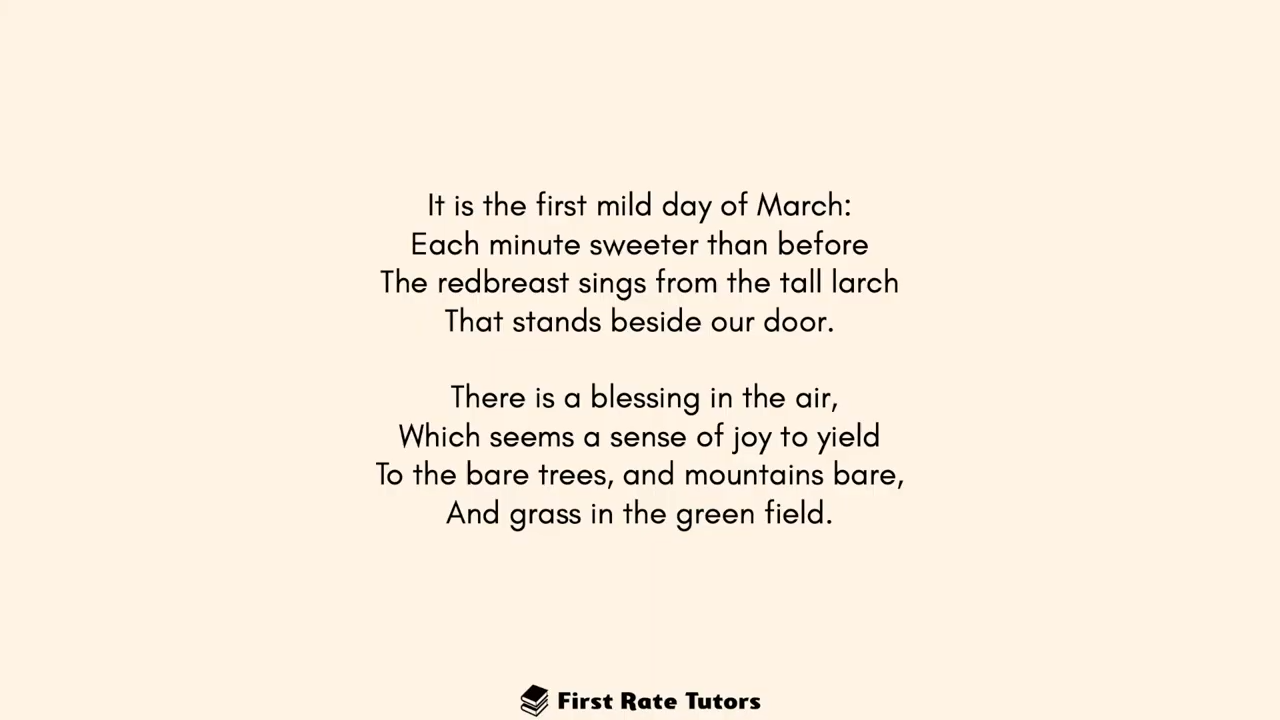 It is the first mild day of March:
Each minute sweeter than before
The redbreast sings from the tall larch
That stands beside our door.
There is a blessing in the air,
Which seems a sense of joy to yield
To the bare trees, and mountains bare,
And grass in the green field.
First Rate Tutors